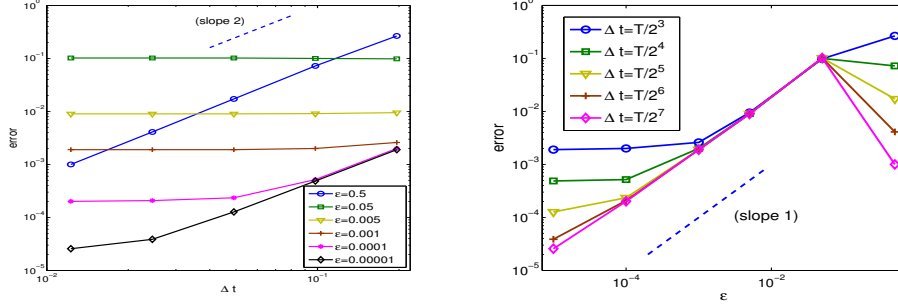 10^0
10^-1
10^-2
10^-3
10^-4
10^-5
10^-2
10^-1
error
Δ t
(slope 2)
ε=0.5
ε=0.05
ε=0.005
ε=0.001
ε=0.0001
ε=0.00001
10^0
10^-1
10^-2
10^-3
10^-4
10^-5
10^-4
10^-2
error
ε
Δ t=T/2^3
Δ t=T/2^4
Δ t=T/2^5
Δ t=T/2^6
Δ t=T/2^7
(slope 1)